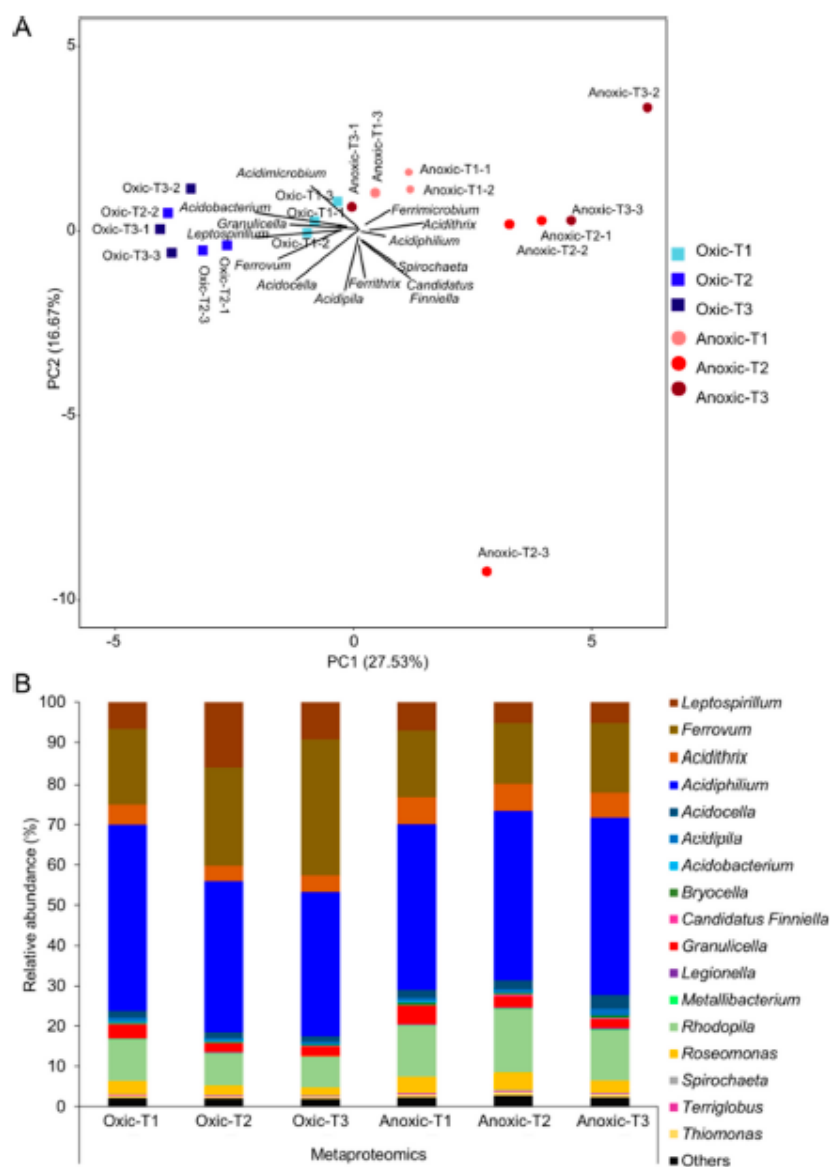 A
5
0
-5
-10
PC2 (16.67%)
-5
0
5
PC1 (27.53%)
Anoxic-T3-2
Anoxic-T3-1
Anoxic-T1-3
Acidimicrobium
Anoxic-T1-1
Anoxic-T1-2
Oxic-T3-2
Oxic-T1-3
Oxic-T2-2
Acidobacterium
Oxic-T1-1
Ferrimicrobium
Anoxic-T3-3
Oxic-T3-1
Granulicella
Acidithrix
Leptospirillum
Acidiphilium
Anoxic-T2-1
Oxic-T1-2
Anoxic-T2-2
Oxic-T3-3
Ferrovum
Spirochaeta
Oxic-T2-3
Oxic-T2-1
Acidocella
Ferrithrix
Candidatus
Finniella
Acidipila
Anoxic-T2-3
Oxic-T1
Oxic-T2
Oxic-T3
Anoxic-T1
Anoxic-T2
Anoxic-T3
B
100
90
80
70
60
50
40
30
20
10
0
Relative abundance (%)
Oxic-T1 Oxic-T2 Oxic-T3 Anoxic-T1 Anoxic-T2 Anoxic-T3
Metaproteomics
Leptospirillum
Ferrovum
Acidithrix
Acidiphilium
Acidocella
Acidipila
Acidobacterium
Bryocella
Candidatus Finniella
Granulicella
Legionella
Metallibacterium
Rhodopila
Roseomonas
Spirochaeta
Terriglobus
Thiomonas
Others